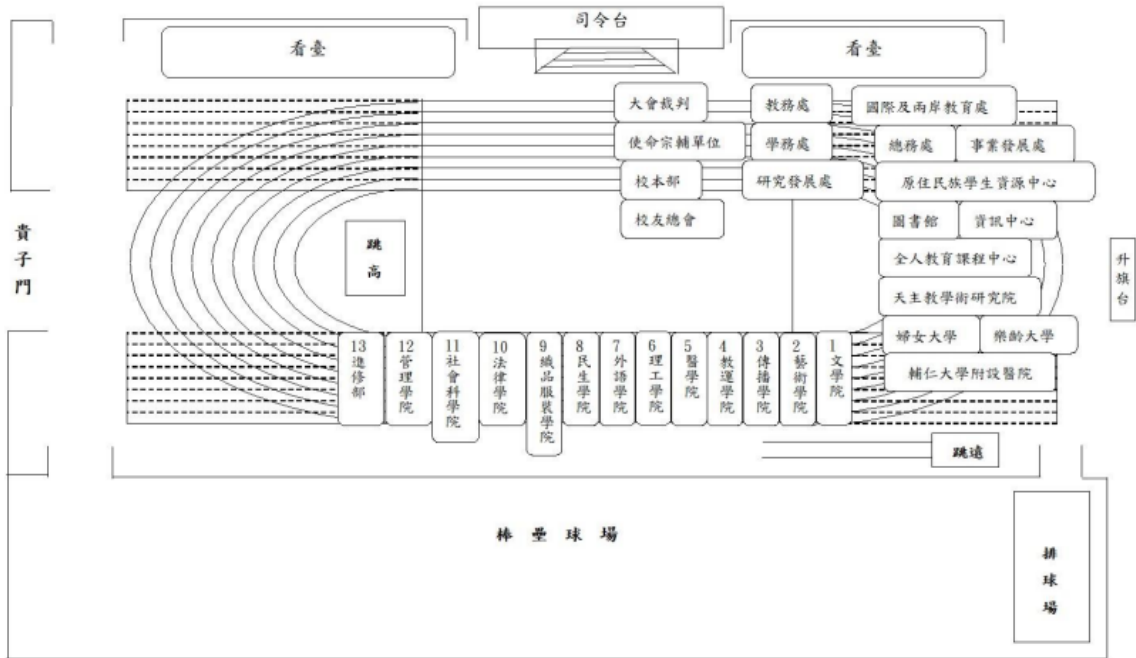 司令台
看臺
看臺
大會裁判
教務處
國際及兩岸教育處
使命宗輔單位
學務處
總務處
事業發展處
校本部
研究發展處
原住民族學生資源中心
校友總會
圖書館
資訊中心
貴子門
跳高
全人教育課程中心
升旗台
天主教學術研究院
婦女大學
樂齡大學
輔仁大學附設醫院
13進修部
12管理學院
11社會科學院
10法律學院
9織品服裝學院
8民生學院
7外語學院
6理工學院
5醫學院
4教運學院
3傳播學院
2藝術學院
1文學院
跳遠
棒壘球場
排球場